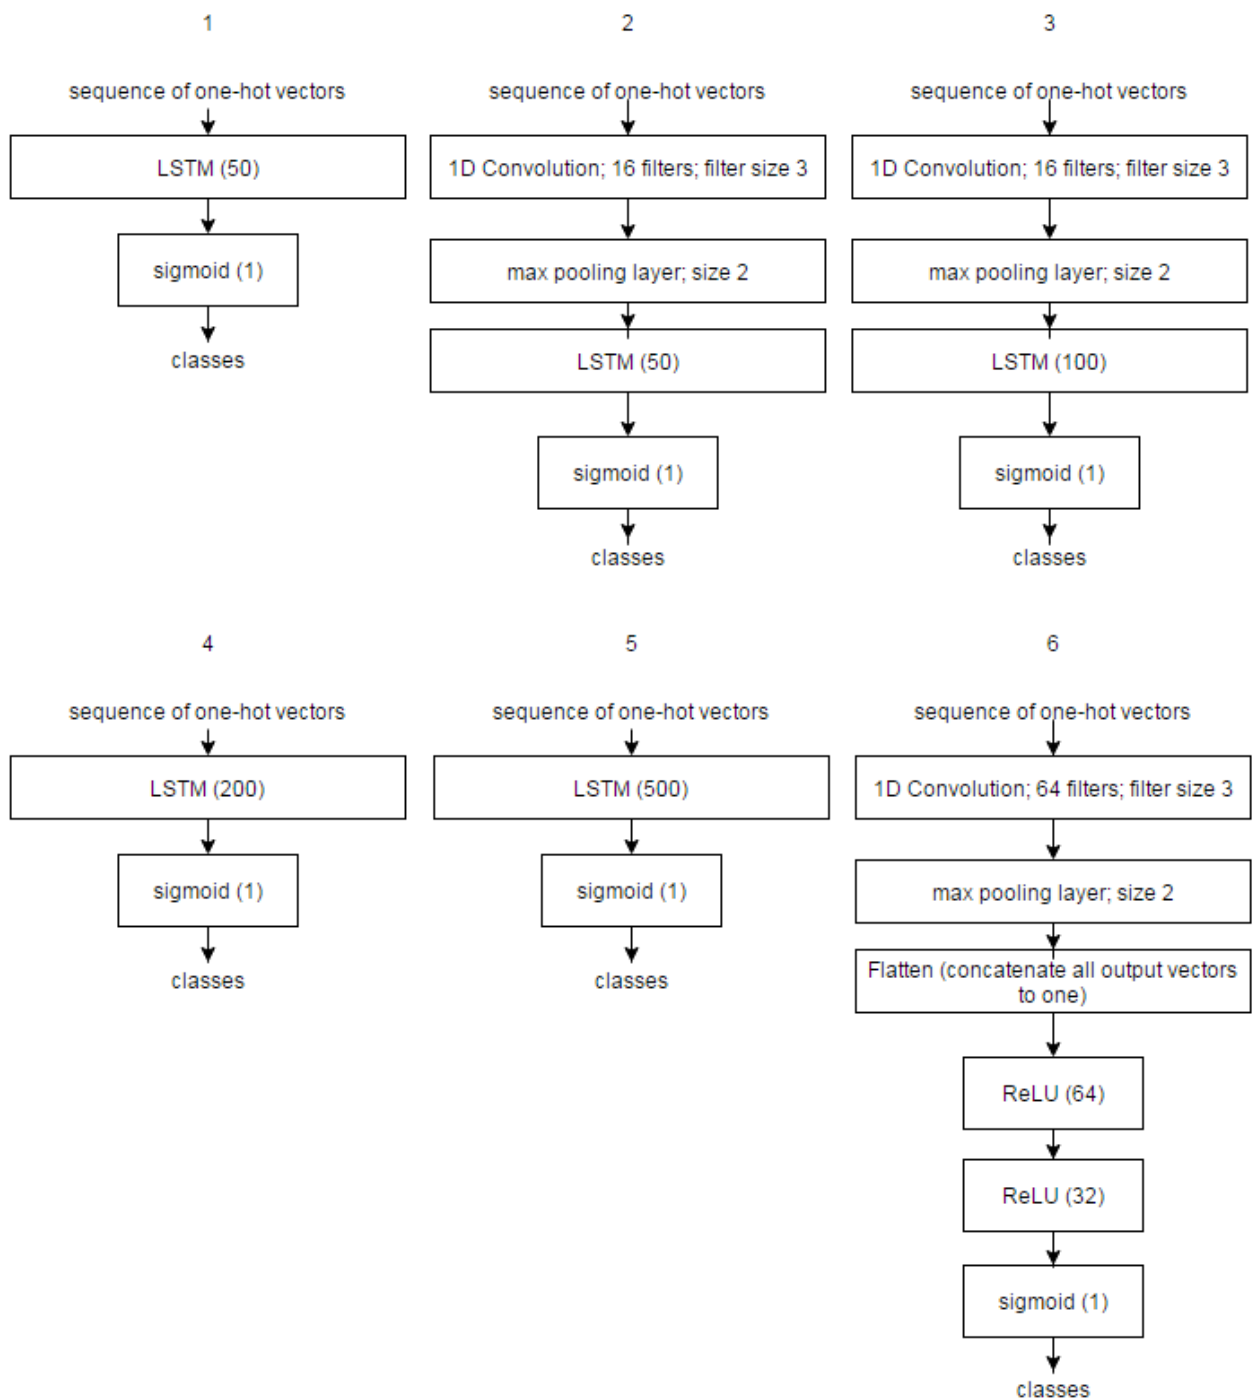 1
sequence of one-hot vectors
LSTM (50)
sigmoid (1)
classes
2
sequence of one-hot vectors
1D Convolution; 16 filters; filter size 3
max pooling layer; size 2
LSTM (50)
sigmoid (1)
classes
3
sequence of one-hot vectors
1D Convolution; 16 filters; filter size 3
max pooling layer; size 2
LSTM (100)
sigmoid (1)
classes
4
sequence of one-hot vectors
LSTM (200)
sigmoid (1)
classes
5
sequence of one-hot vectors
LSTM (500)
sigmoid (1)
classes
6
sequence of one-hot vectors
1D Convolution; 64 filters; filter size 3
max pooling layer; size 2
Flatten (concatenate all output vectors
to one)
ReLU (64)
ReLU (32)
sigmoid (1)
classes